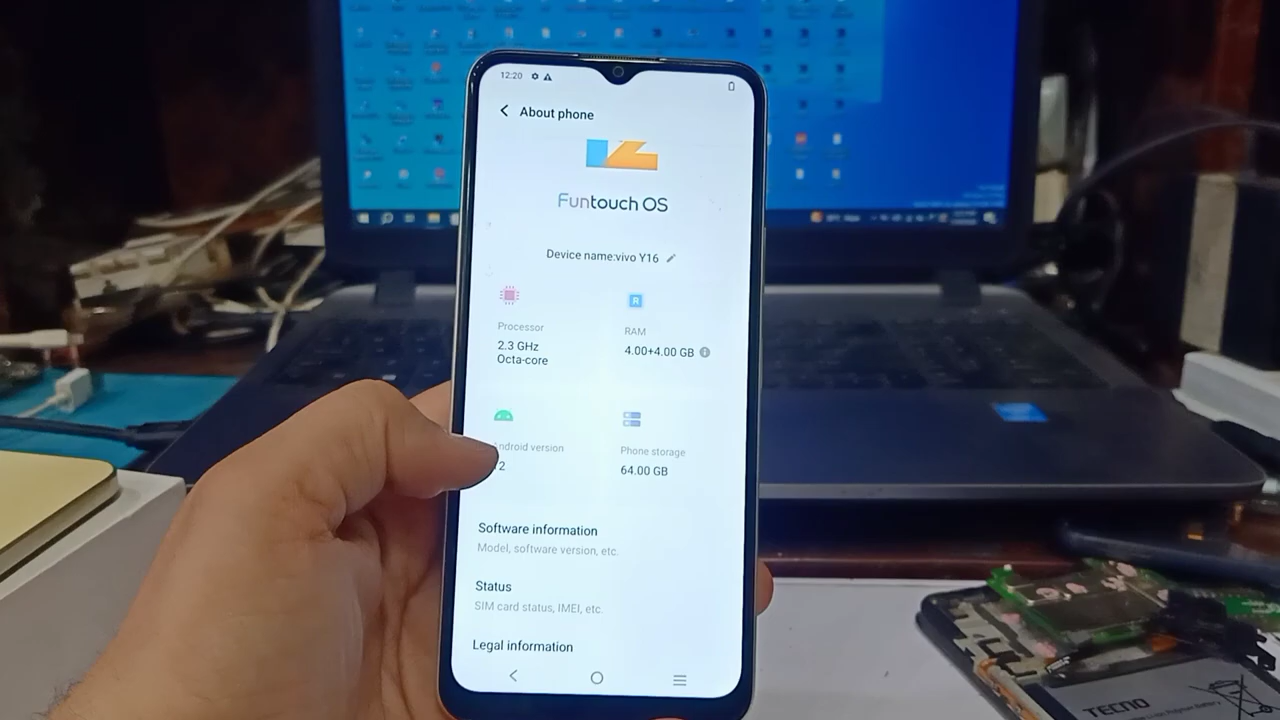 12:20
About phone
Funtouch OS
Device name:vivo Y16
R
Processor
2.3 GHz
Octa-core
RAM
4.00+4.00 GB
ndroid version
2
Phone storage
64.00 GB
Software information
Model, software version, etc.
Status
SIM card status, IMEI, etc.
Legal information
TECNO